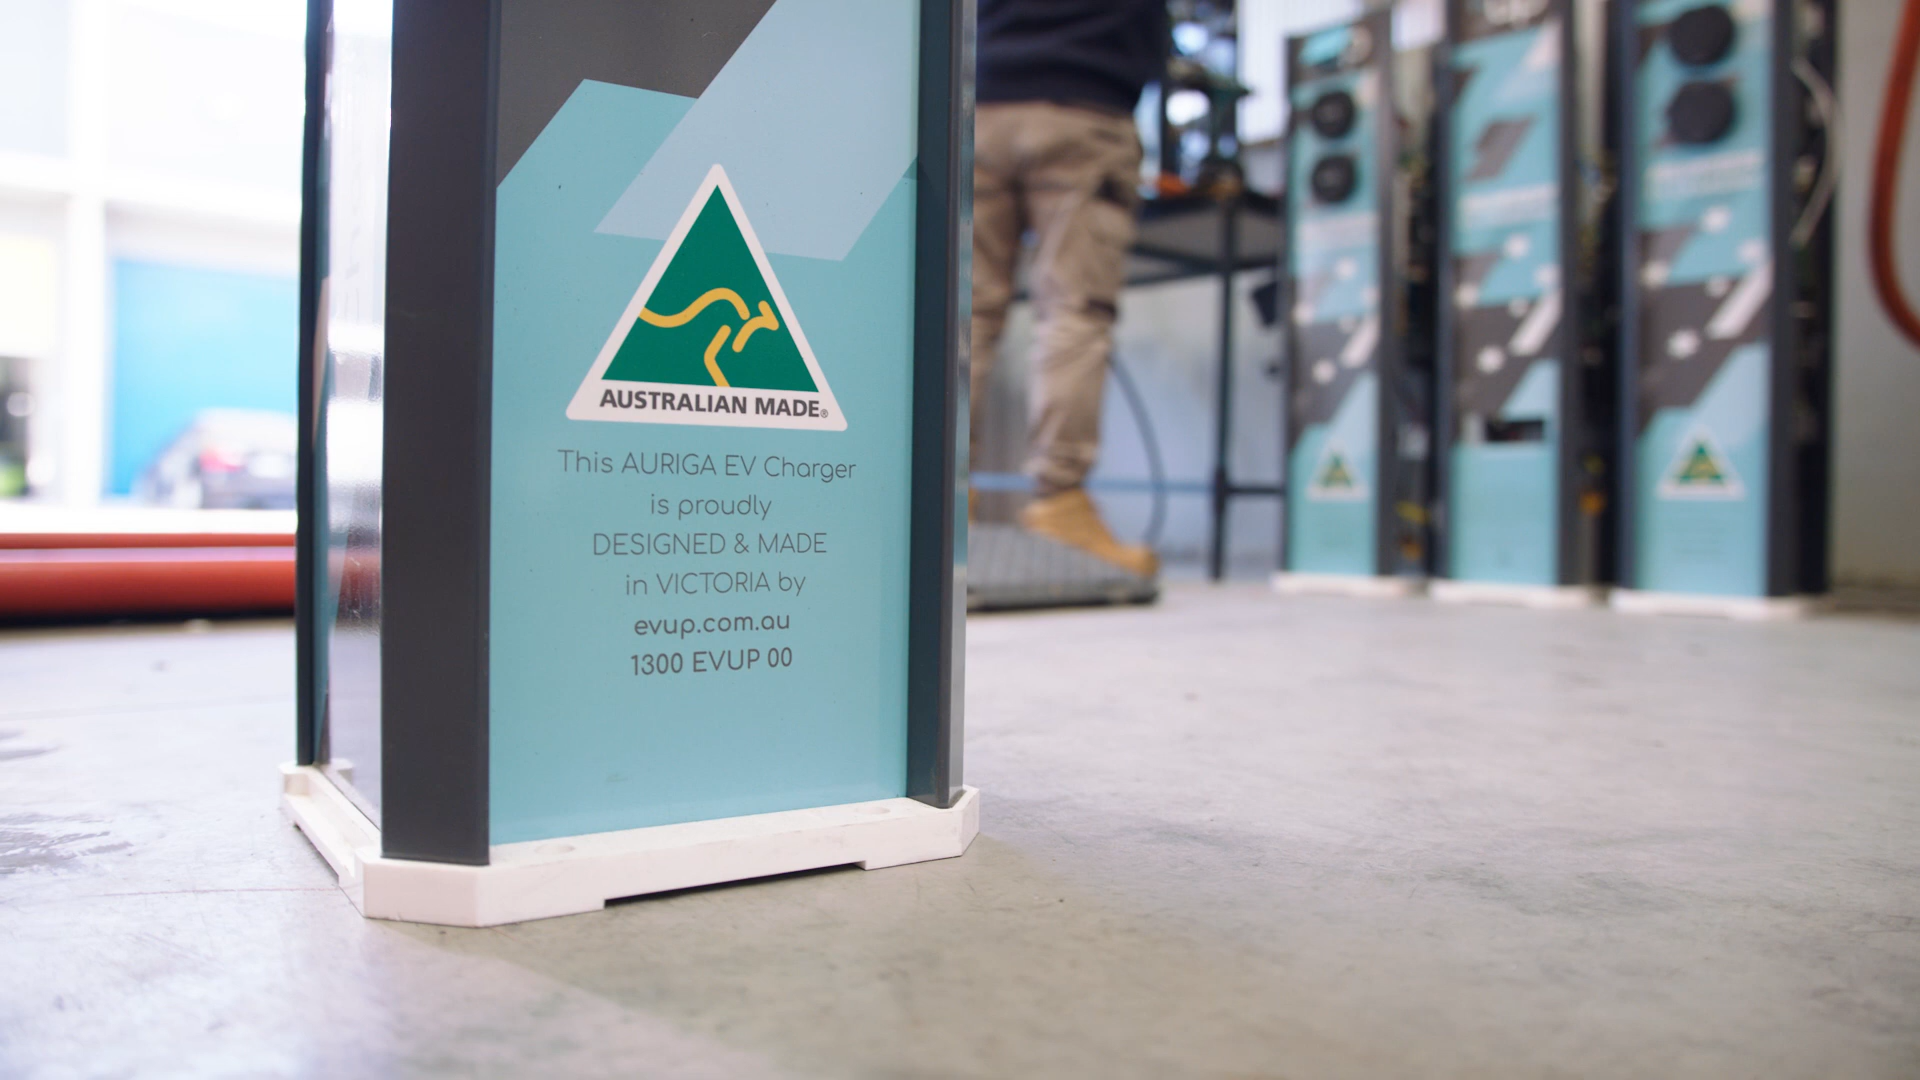 AUSTRALIAN MADE®
This AURIGA EV Charger
is proudly
DESIGNED & MADE
in VICTORIA by
evup.com.au
1300 EVUP 00